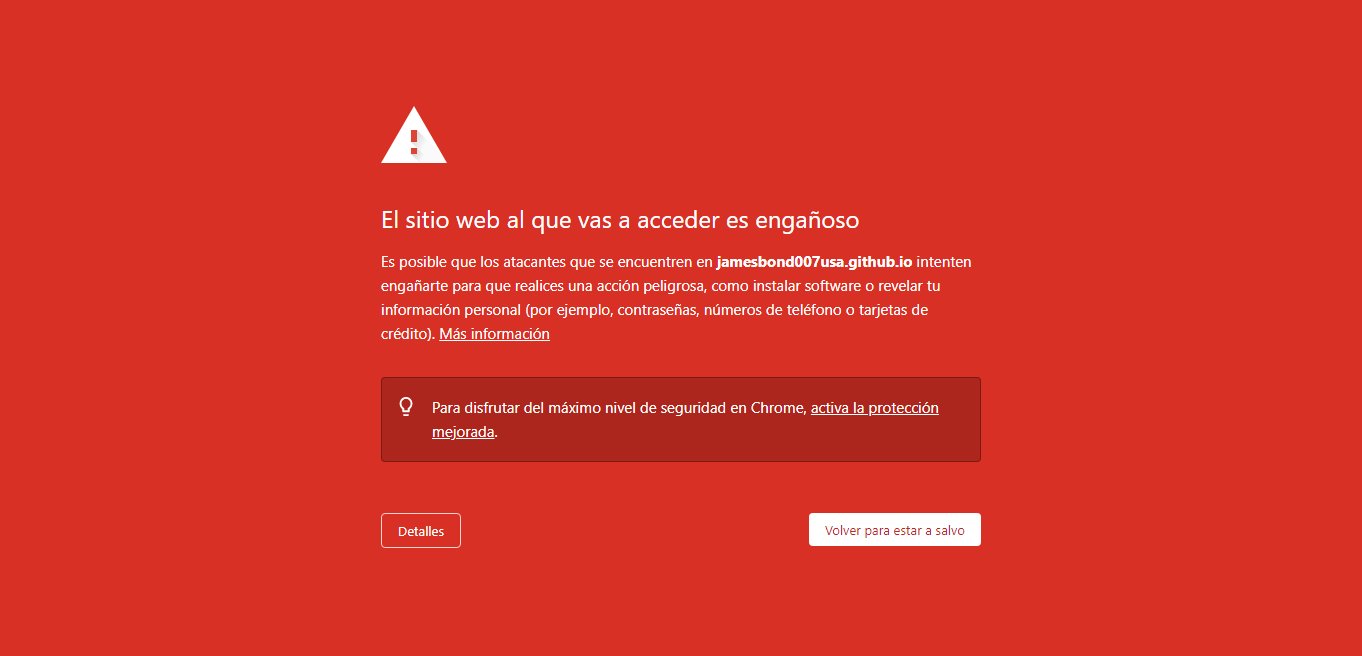 El sitio web al que vas a acceder es engañoso
Es posible que los atacantes que se encuentren en jamesbond007usa.github.io intenten
engañarte para que realices una acción peligrosa, como instalar software o revelar tu
información personal (por ejemplo, contraseñas, números de teléfono o tarjetas de
crédito). Más información
Para disfrutar del máximo nivel de seguridad en Chrome, activa la protección
mejorada.
Detalles
Volver para estar a salvo